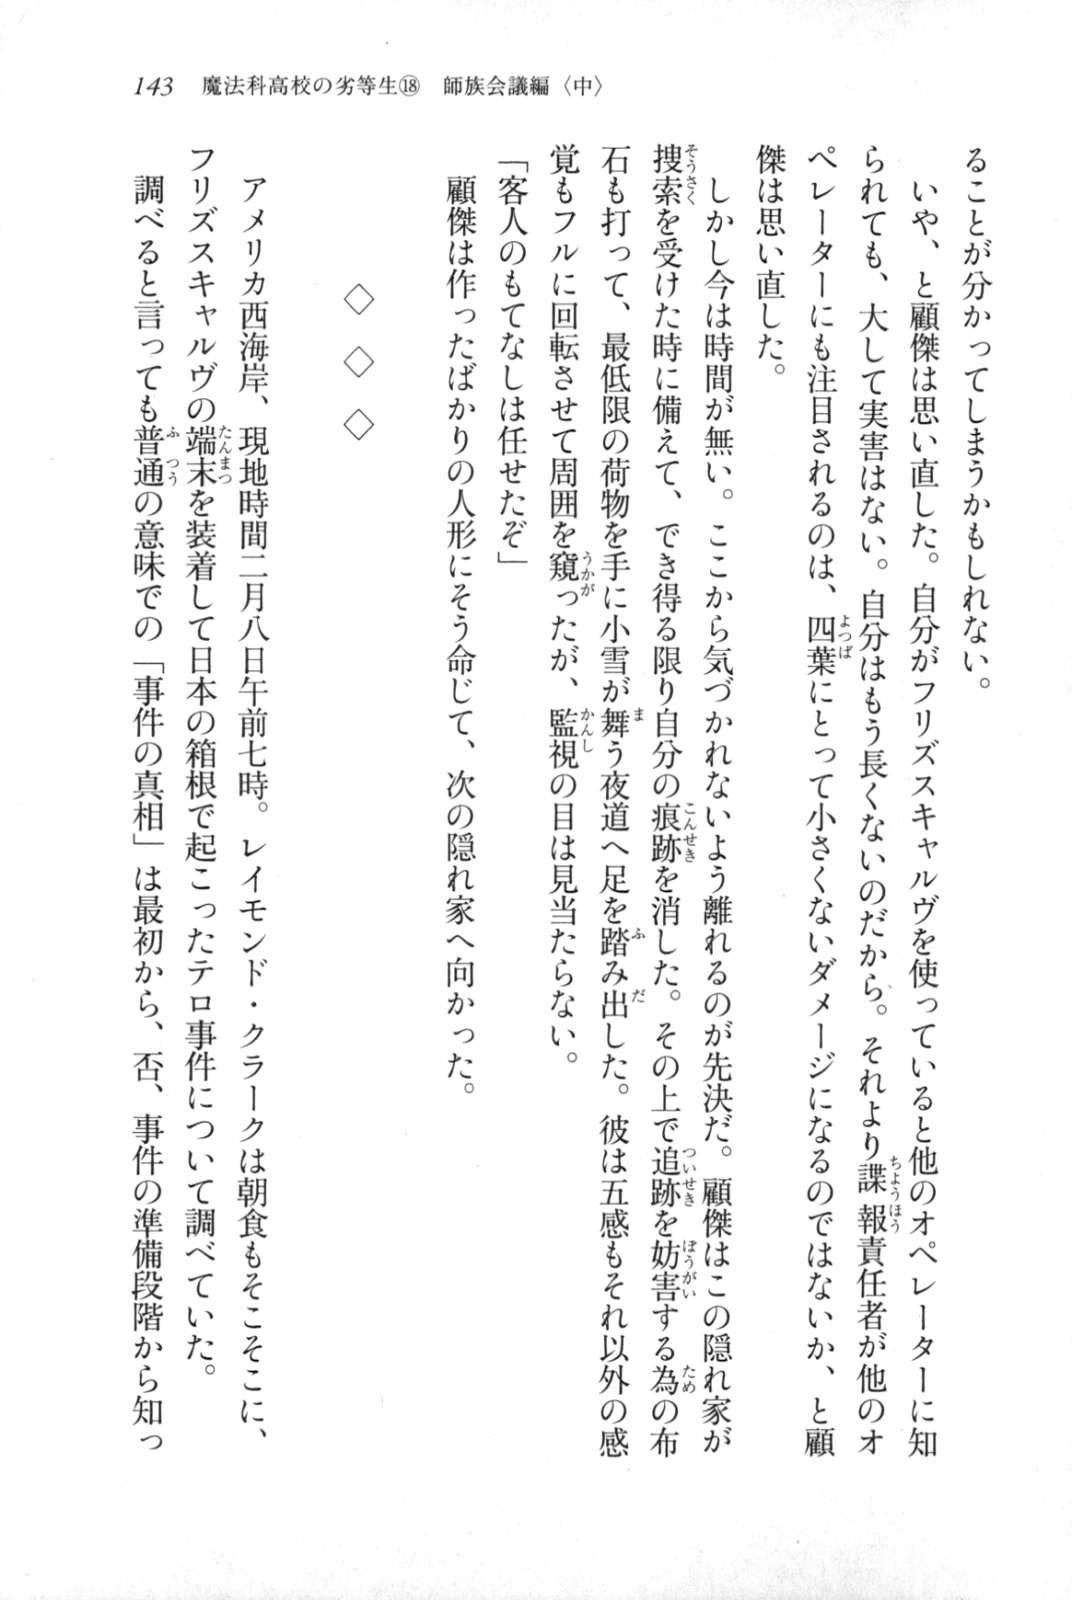 143　魔法科高校の劣等生⑱　師族会議編〈中〉
ることが分かってしまうかもしれない。
　いや、と顧傑は思い直した。自分がフリズスキャルヴを使っていると他のオペレーターに知
られても、大して実害はない。自分はもう長くないのだから。それより諜報責任者が他のオ
ペレーターにも注目されるのは、四葉にとって小さくないダメージになるのではないか、と顧
傑は思い直した。
　しかし今は時間が無い。ここから気づかれないよう離れるのが先決だ。顧傑はこの隠れ家が
捜索を受けた時に備えて、でき得る限り自分の痕跡を消した。その上で追跡を妨害する為の布
石も打って、最低限の荷物を手に小雪が舞う夜道へ足を踏み出した。彼は五感もそれ以外の感
覚もフルに回転させて周囲を窺ったが、監視の目は見当たらない。
「客人のもてなしは任せたぞ」
　顧傑は作ったばかりの人形にそう命じて、次の隠れ家へ向かった。
◇　◇　◇
　アメリカ西海岸、現地時間二月八日午前七時。レイモンド・クラークは朝食もそこそこに、
フリズスキャルヴの端末を装着して日本の箱根で起こったテロ事件について調べていた。
　調べると言っても普通の意味での「事件の真相」は最初から、否、事件の準備段階から知っ